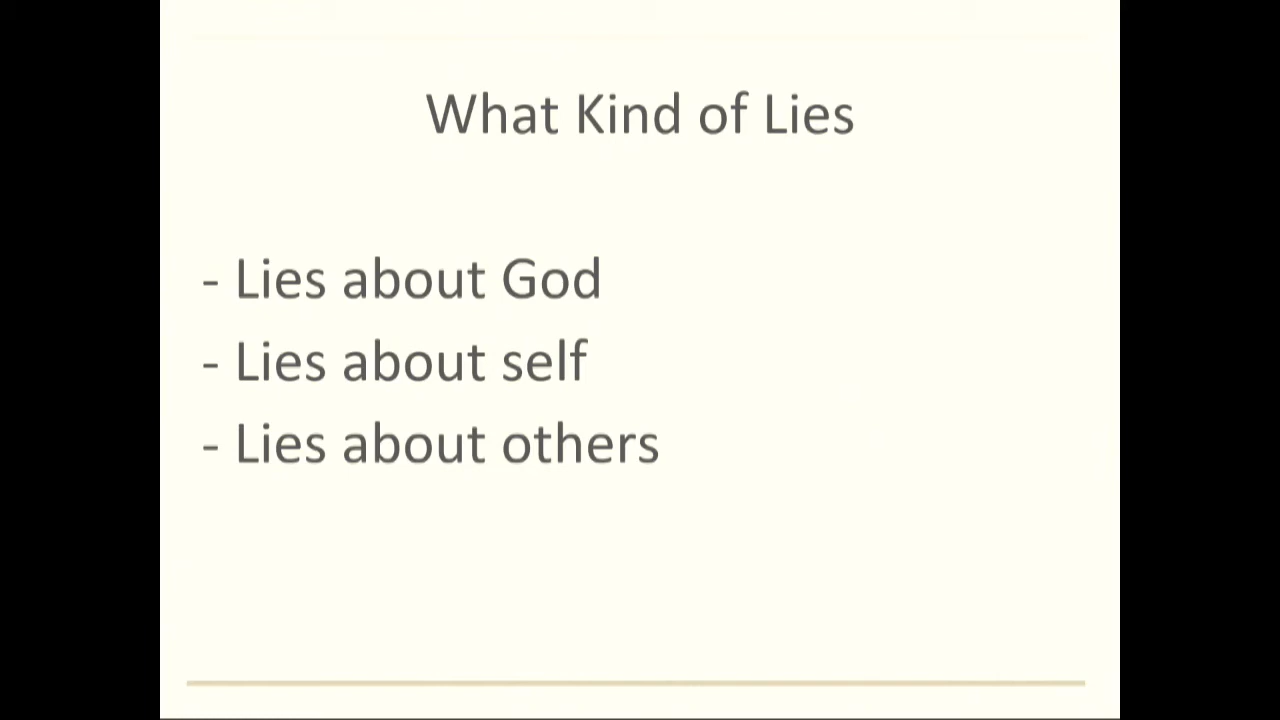 What Kind of Lies
- Lies about God
- Lies about self
- Lies about others